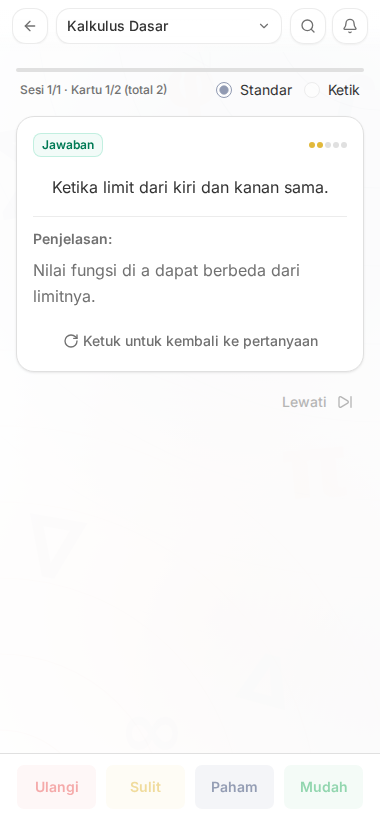 Kalkulus Dasar
Sesi 1/1 · Kartu 1/2 (total 2)
Standar
Ketik
Jawaban
Ketika limit dari kiri dan kanan sama.
Penjelasan:
Nilai fungsi di a dapat berbeda dari
limitnya.
Ketuk untuk kembali ke pertanyaan
Lewati
Ulangi
Sulit
Paham
Mudah